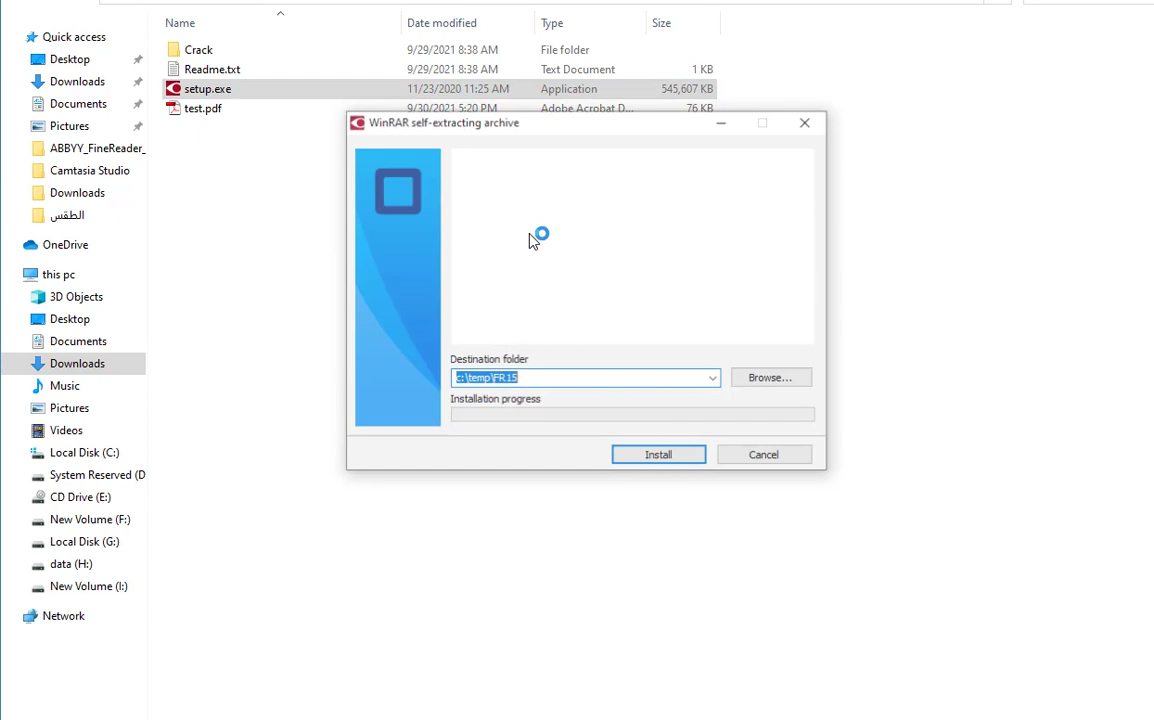 Name Date modified Type Size
Crack 9/29/2021 8:38 AM File folder
Readme.txt 9/29/2021 8:38 AM Text Document 1 KB
setup.exe 11/23/2020 11:25 AM Application 545,607 KB
test.pdf 9/30/2021 5:20 PM Adobe Acrobat D... 76 KB
Quick access
Desktop
Downloads
Documents
Pictures
ABBYY_FineReader_
Camtasia Studio
Downloads
الطقس
OneDrive
this pc
3D Objects
Desktop
Documents
Downloads
Music
Pictures
Videos
Local Disk (C:)
System Reserved (D
CD Drive (E:)
New Volume (F:)
Local Disk (G:)
data (H:)
New Volume (I:)
Network
WinRAR self-extracting archive
Destination folder
c:\temp\FR15
Browse...
Installation progress
Install Cancel